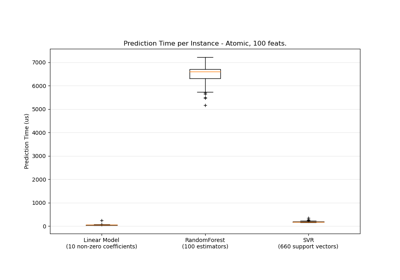 Prediction Time per Instance - Atomic, 100 feats.
7000
6000
5000
4000
3000
2000
1000
0
Prediction Time (us)
Linear Model
(10 non-zero coefficients)
RandomForest
(100 estimators)
SVR
(660 support vectors)